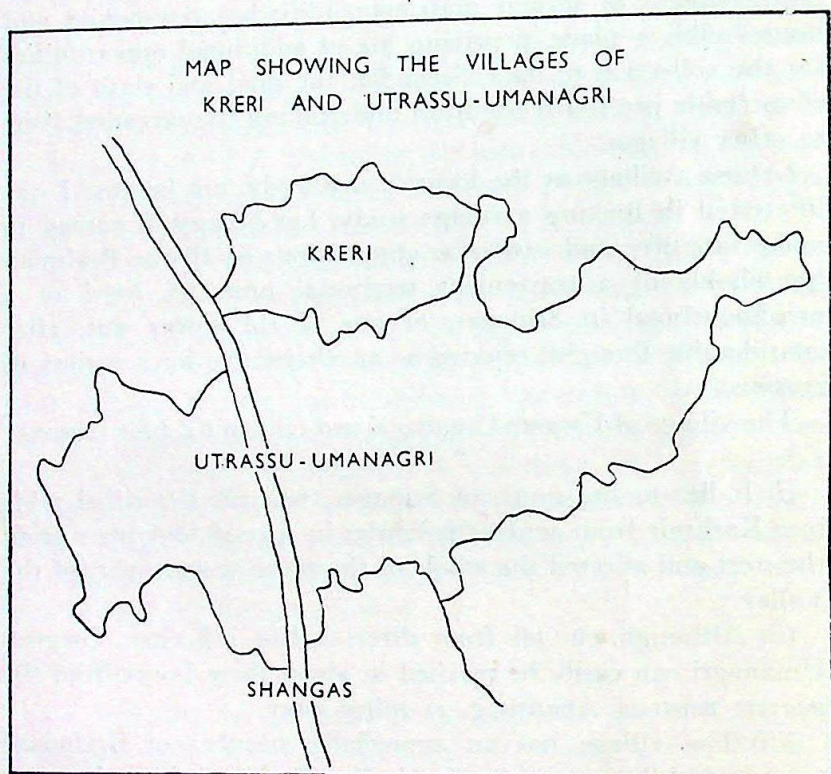 MAP SHOWING THE VILLAGES OF
KRERI AND UTRASSU-UMANAGRI
KRERI
UTRASSU-UMANAGRI
SHANGAS